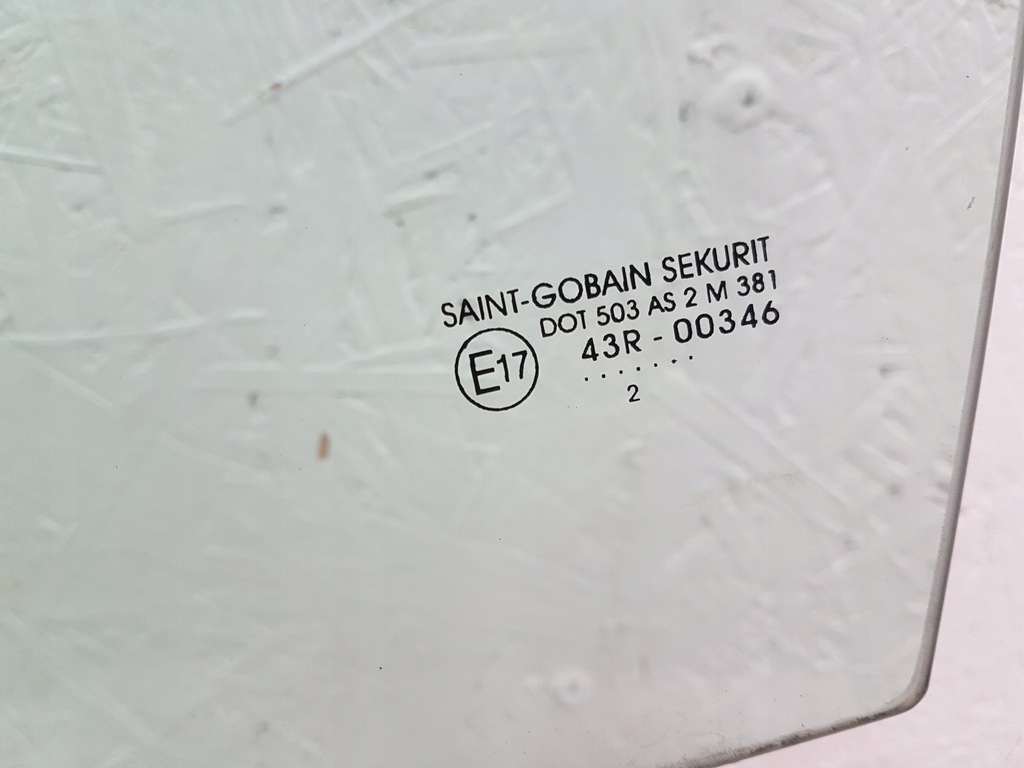 SAINT-GOBAIN SEKURIT
DOT 503 AS 2 M 381
E17
43R - 00346
.......
2